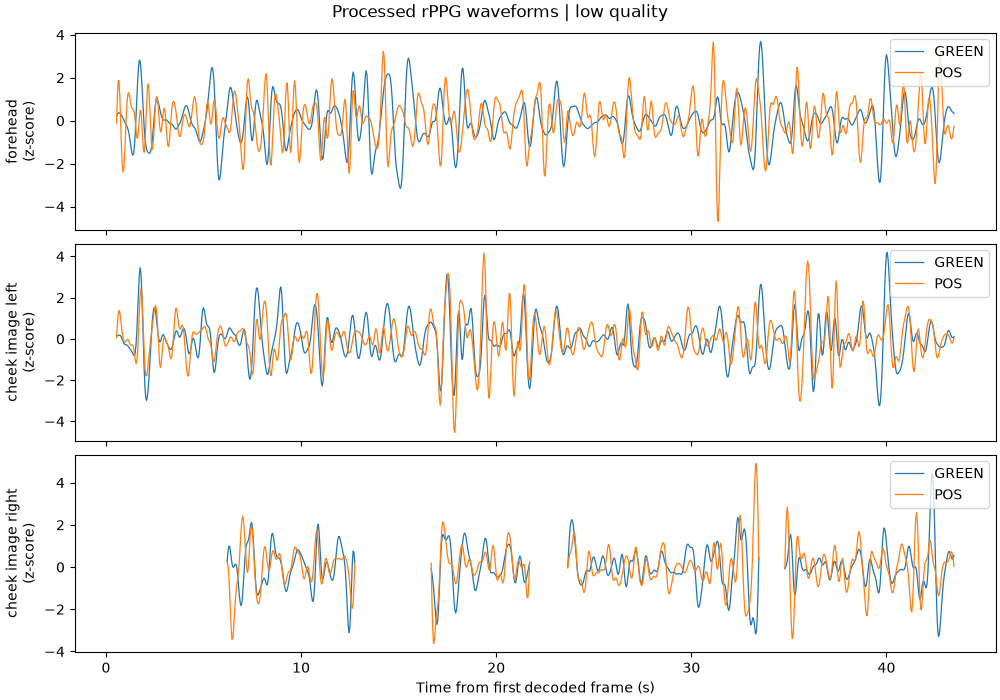 Processed rPPG waveforms | low quality
forehead
(z-score)
4
2
0
−2
−4
GREEN
POS
cheek image left
(z-score)
4
2
0
−2
−4
GREEN
POS
cheek image right
(z-score)
4
2
0
−2
−4
GREEN
POS
0 10 20 30 40
Time from first decoded frame (s)